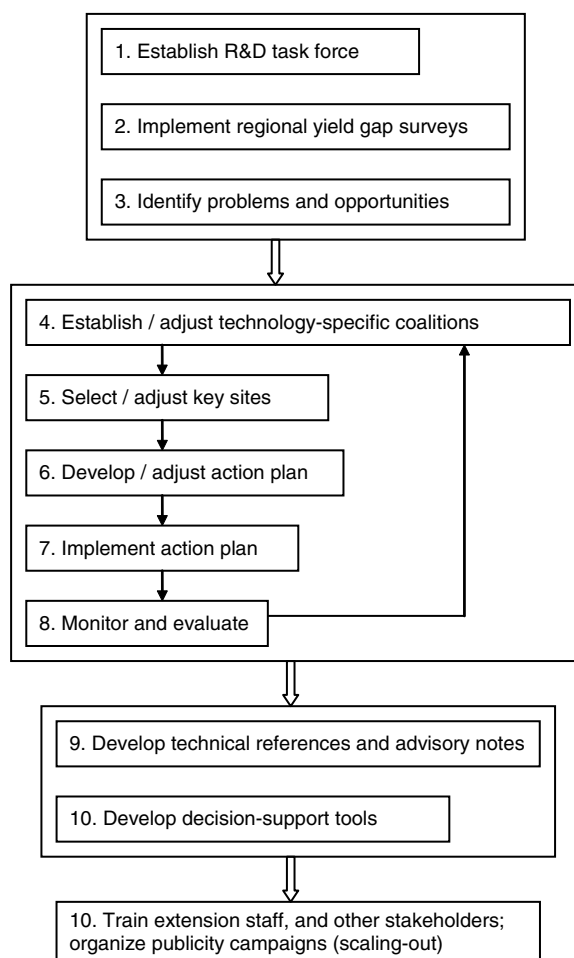 1. Establish R&D task force
2. Implement regional yield gap surveys
3. Identify problems and opportunities
4. Establish / adjust technology-specific coalitions
5. Select / adjust key sites
6. Develop / adjust action plan
7. Implement action plan
8. Monitor and evaluate
9. Develop technical references and advisory notes
10. Develop decision-support tools
10. Train extension staff, and other stakeholders;
organize publicity campaigns (scaling-out)